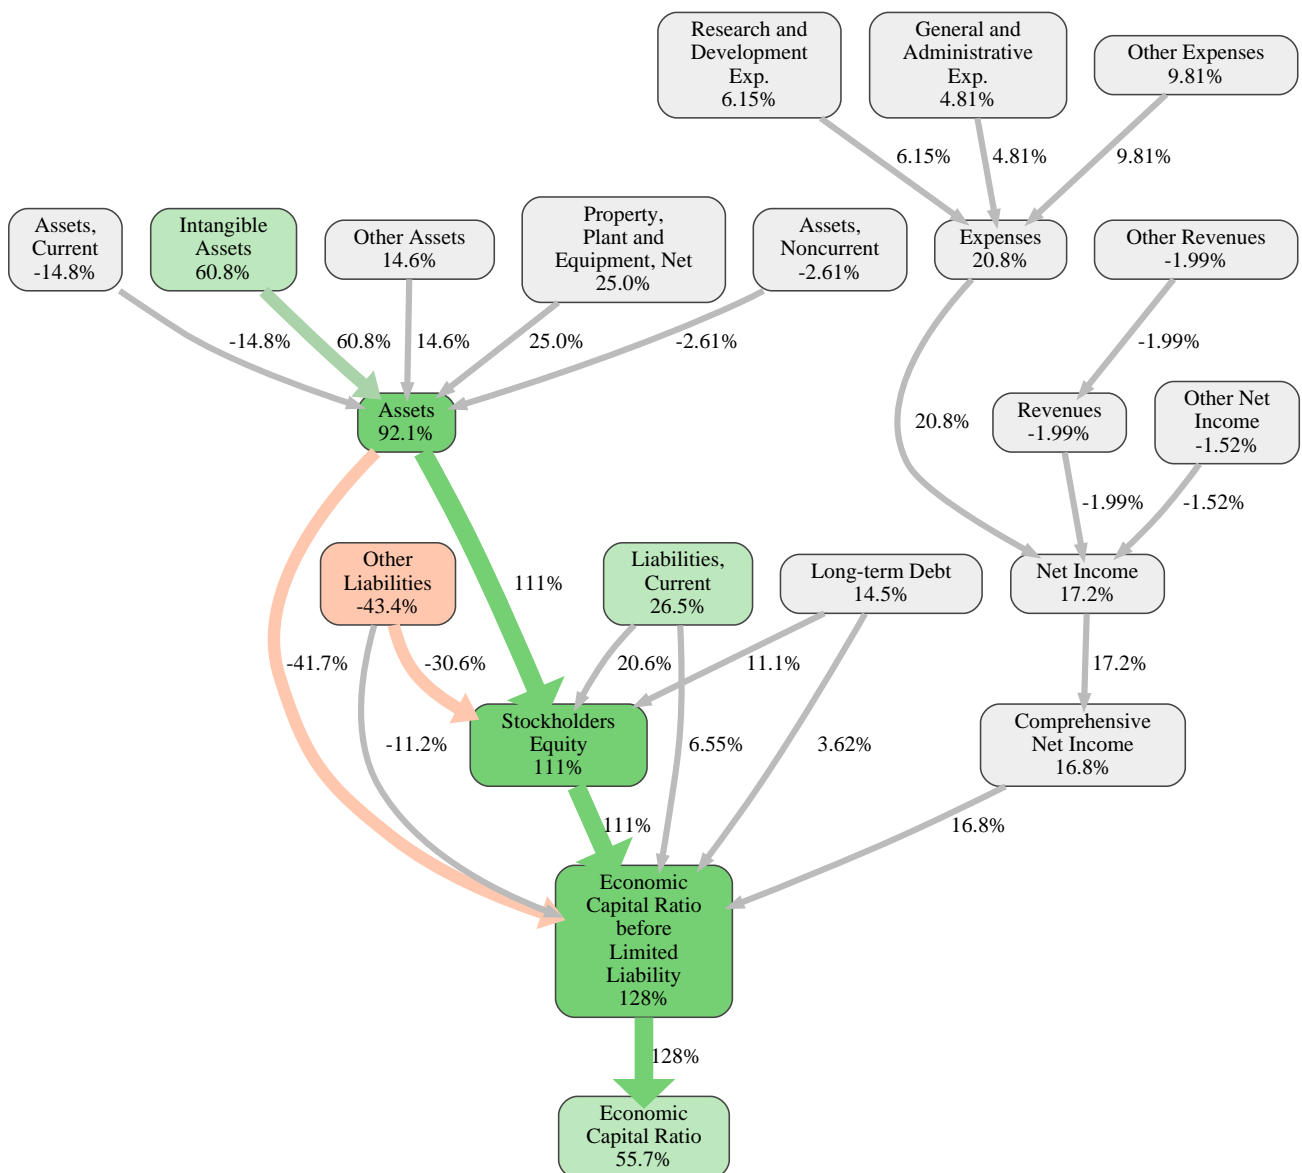 Research and
Development
Exp.
6.15%
General and
Administrative
Exp.
4.81%
Other Expenses
9.81%
6.15%
4.81%
9.81%
Assets,
Current
-14.8%
Intangible
Assets
60.8%
Other Assets
14.6%
Property,
Plant and
Equipment, Net
25.0%
Assets,
Noncurrent
-2.61%
Expenses
20.8%
Other Revenues
-1.99%
-14.8%
60.8%
14.6%
25.0%
-2.61%
-1.99%
Assets
92.1%
20.8%
Revenues
-1.99%
Other Net
Income
-1.52%
-1.99%
-1.52%
Other
Liabilities
-43.4%
111%
Liabilities,
Current
26.5%
Long-term Debt
14.5%
Net Income
17.2%
-41.7%
-30.6%
20.6%
11.1%
17.2%
Stockholders
Equity
111%
-11.2%
6.55%
3.62%
Comprehensive
Net Income
16.8%
111%
16.8%
Economic
Capital Ratio
before
Limited
Liability
128%
128%
Economic
Capital Ratio
55.7%